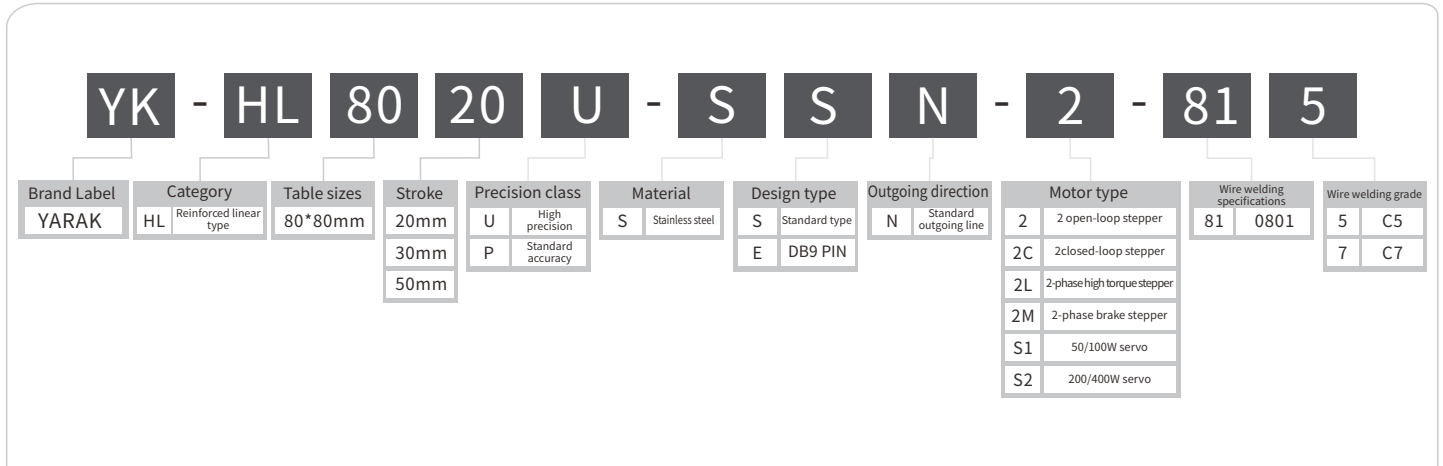 YK - HL 80 20 U - S S N - 2 - 81 5
Brand Label
YARAK
Category
HL Reinforced linear
type
Table sizes
80*80mm
Stroke
20mm
30mm
50mm
Precision class
U High
precision
P Standard
accuracy
Material
S Stainless steel
Design type
S Standard type
E DB9 PIN
Outgoing direction
N Standard
outgoing line
Motor type
2 2 open-loop stepper
2C 2closed-loop stepper
2L 2-phase high torque stepper
2M 2-phase brake stepper
S1 50/100W servo
S2 200/400W servo
Wire welding
specifications
81 0801
Wire welding grade
5 C5
7 C7